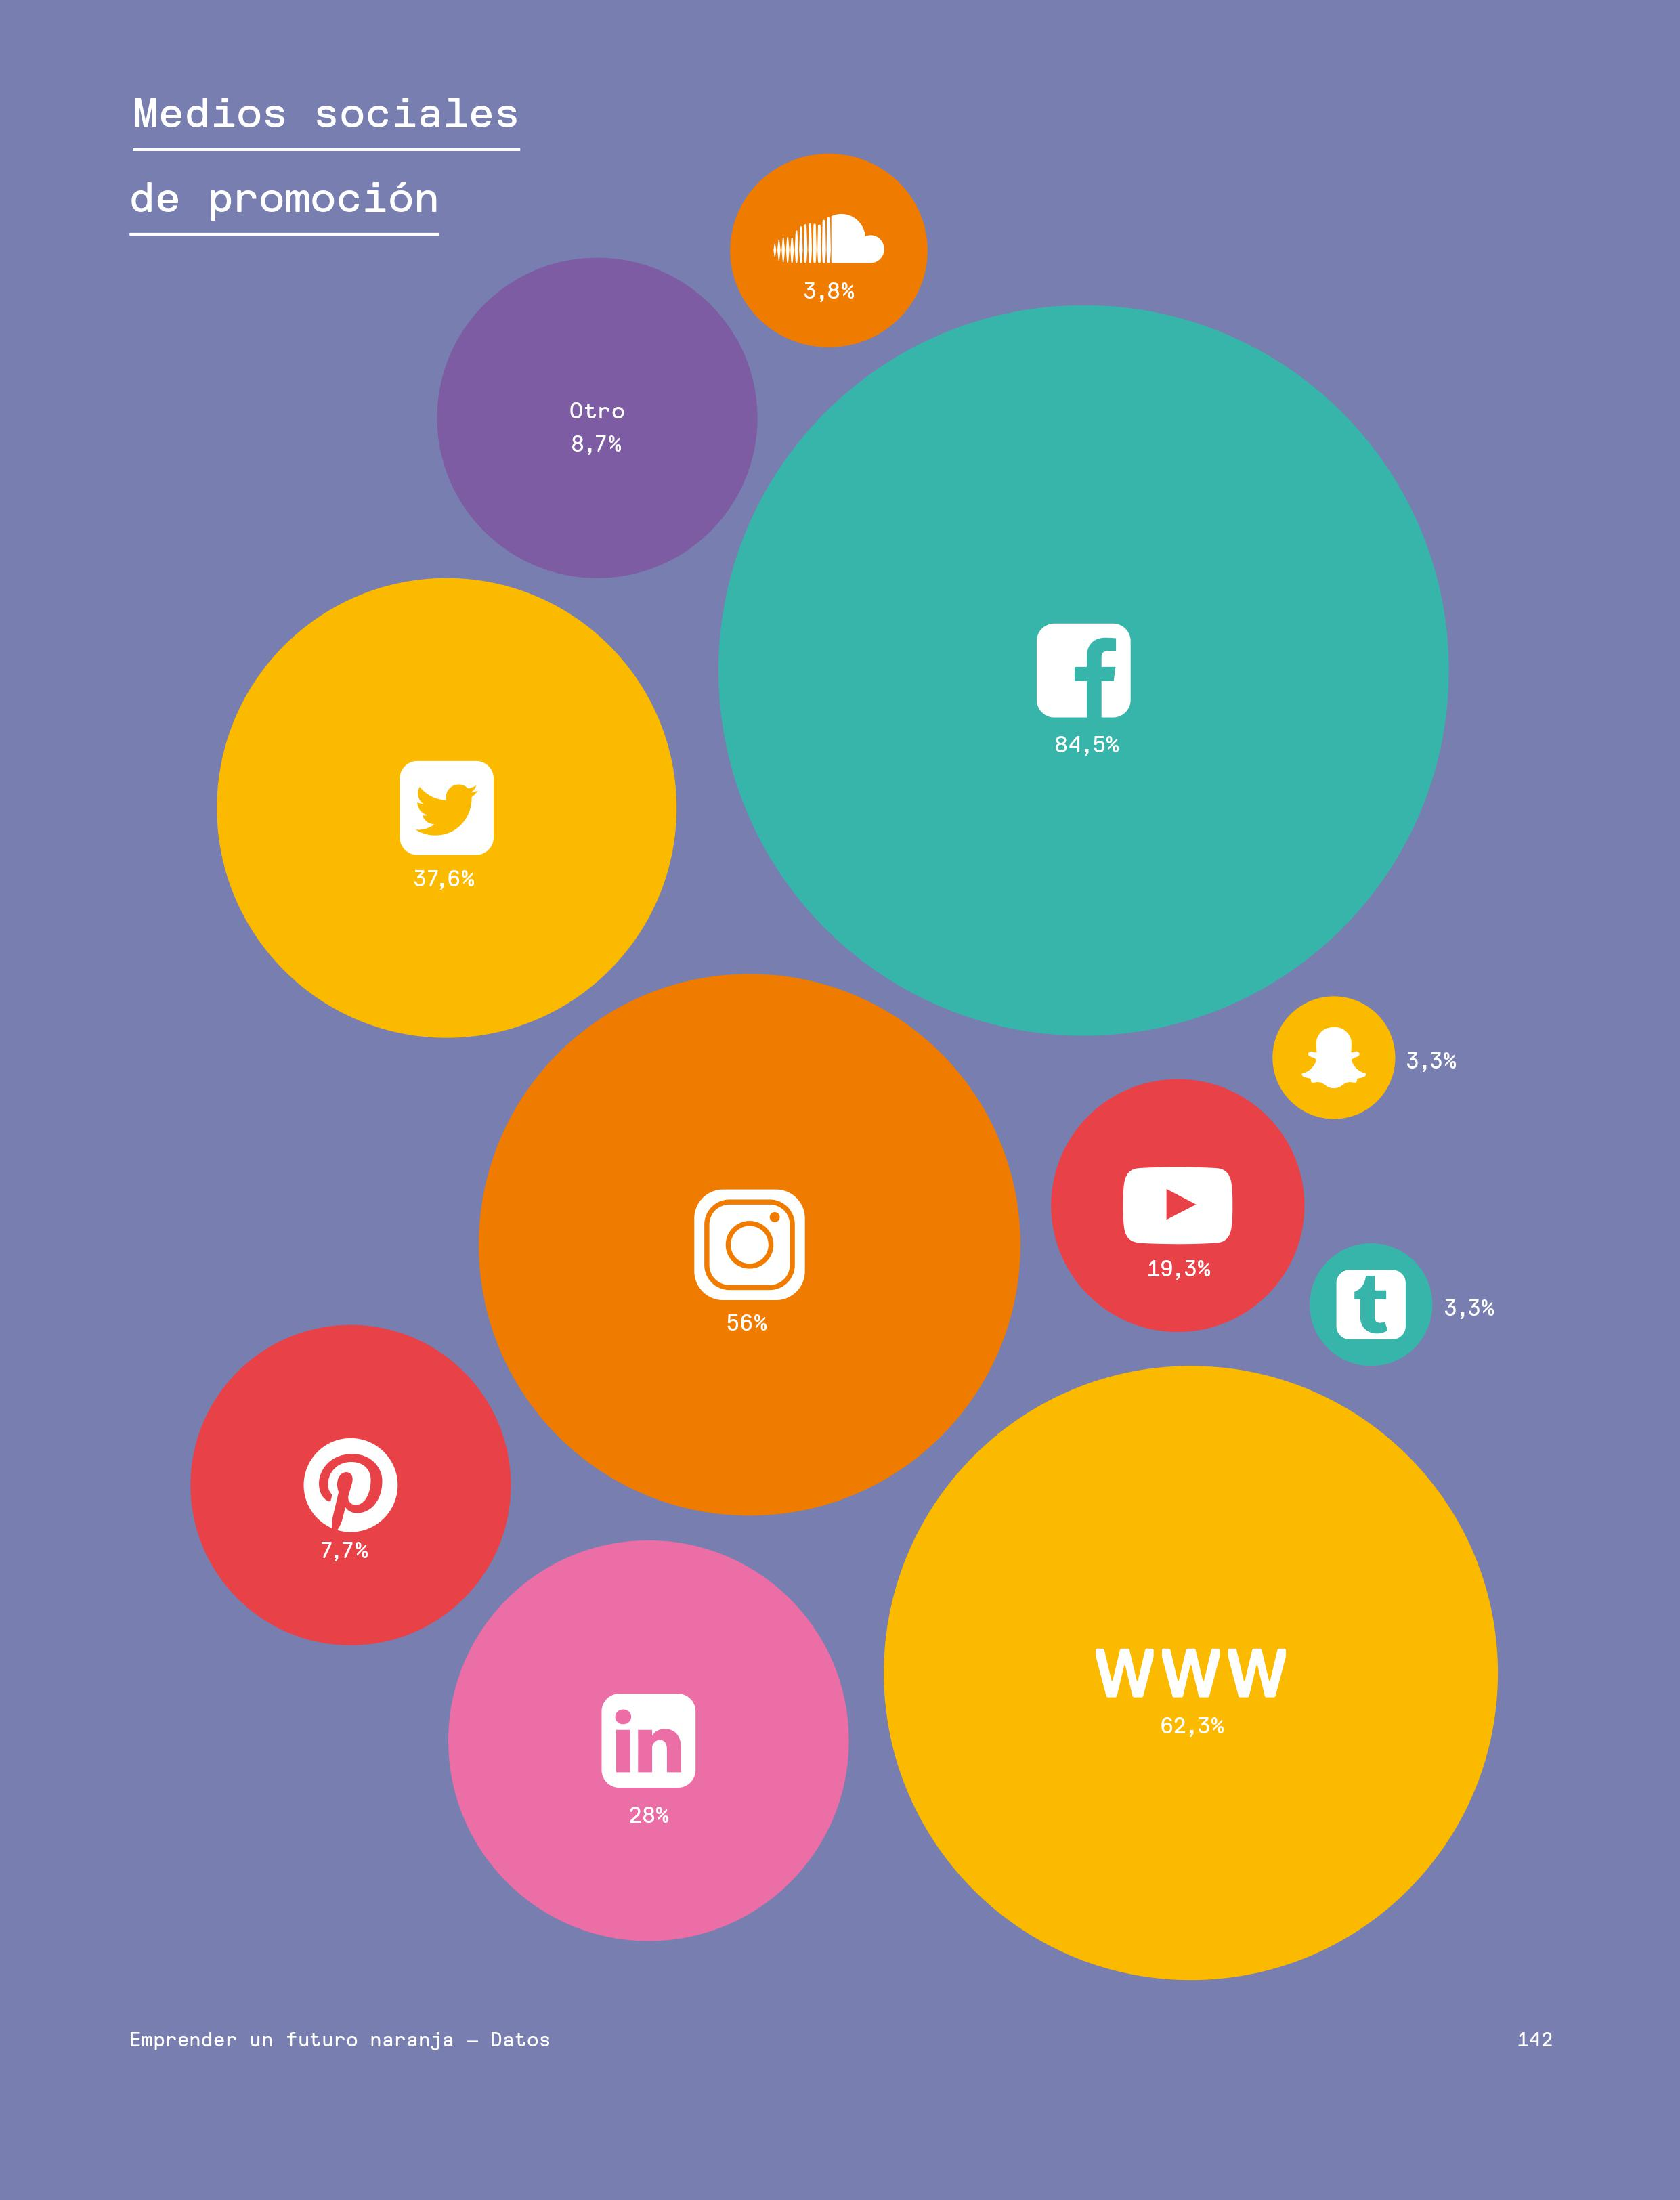 Medios sociales
de promoción
3,8%
Otro
8,7%
84,5%
37,6%
3,3%
19,3%
56%
3,3%
7,7%
www
62,3%
in
28%
Emprender un futuro naranja — Datos
142